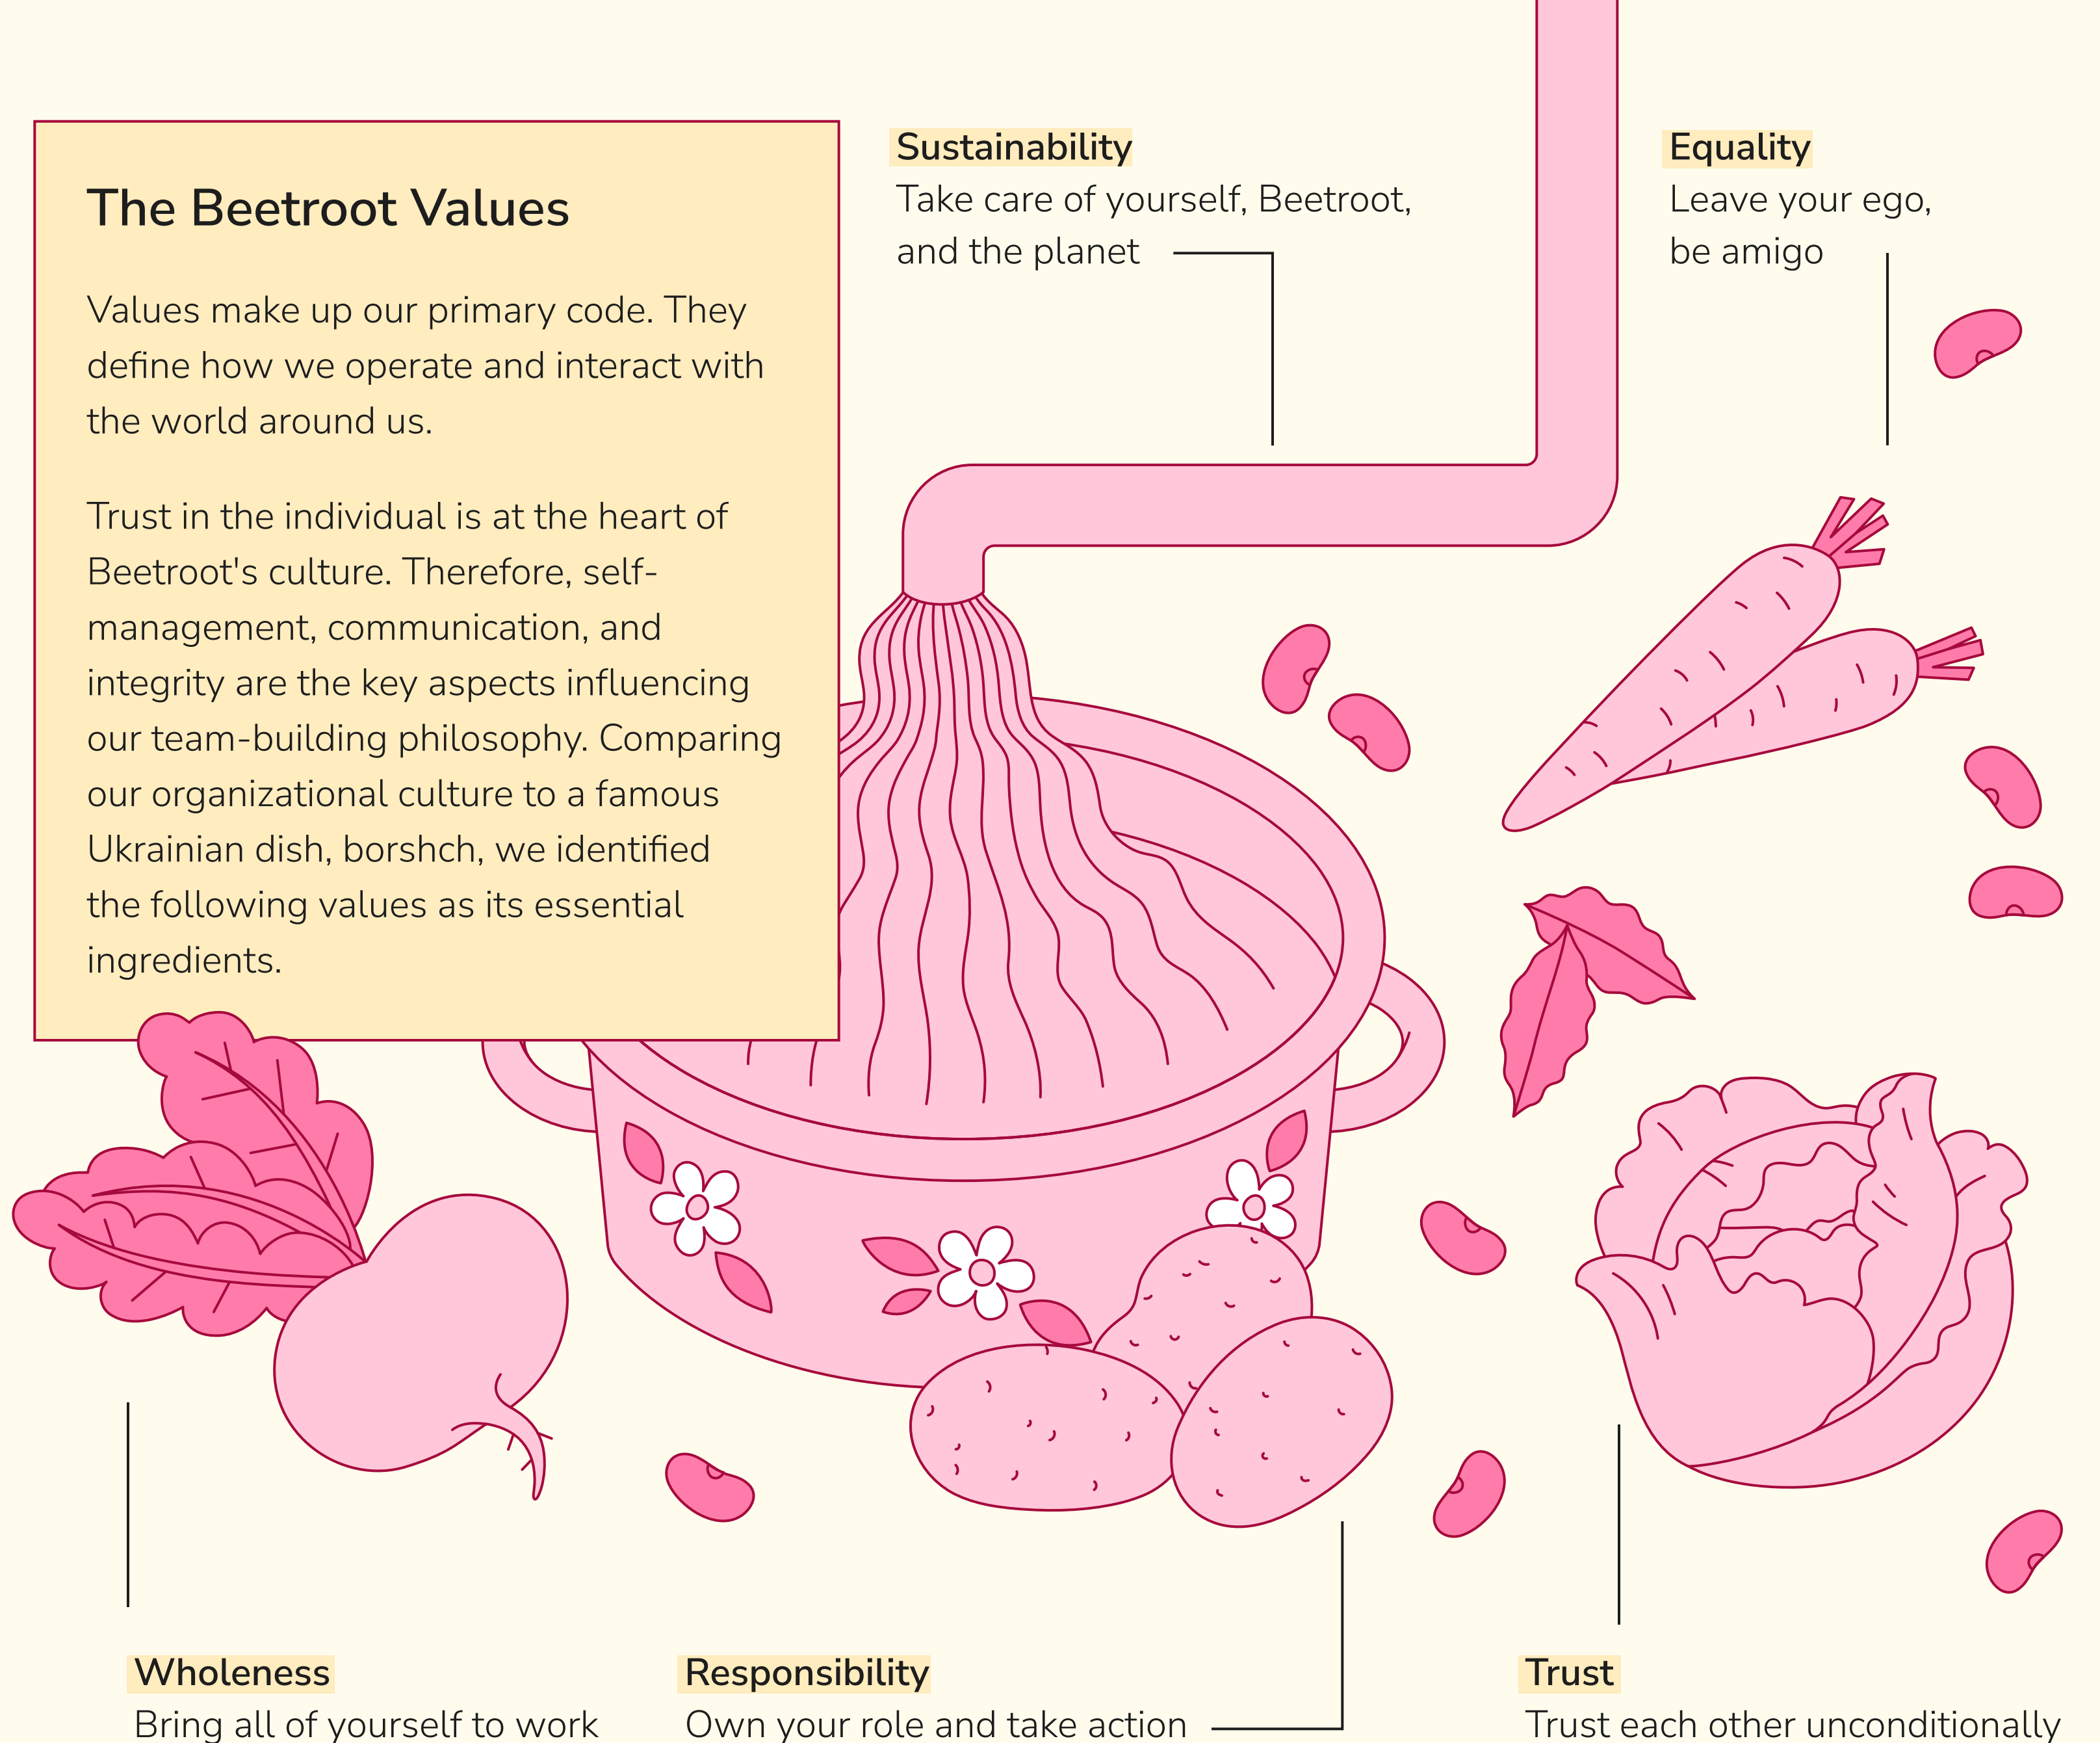 The Beetroot Values
Values make up our primary code. They
define how we operate and interact with
the world around us.
Trust in the individual is at the heart of
Beetroot's culture. Therefore, self-
management, communication, and
integrity are the key aspects influencing
our team-building philosophy. Comparing
our organizational culture to a famous
Ukrainian dish, borshch, we identified
the following values as its essential
ingredients.
Sustainability
Take care of yourself, Beetroot,
and the planet
Equality
Leave your ego,
be amigo
Wholeness
Bring all of yourself to work
Responsibility
Own your role and take action
Trust
Trust each other unconditionally